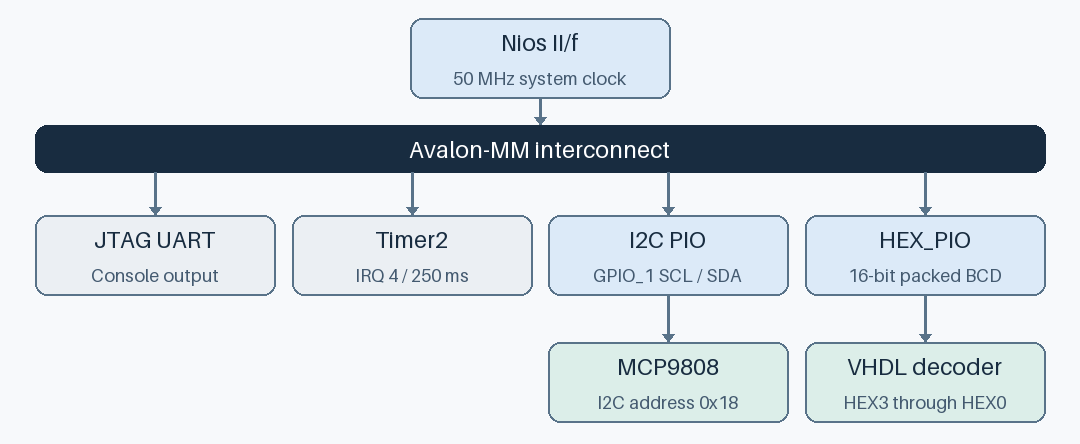 Nios II/f
50 MHz system clock
Avalon-MM interconnect
JTAG UART
Console output
Timer2
IRQ 4 / 250 ms
I2C PIO
GPIO_1 SCL / SDA
HEX_PIO
16-bit packed BCD
MCP9808
I2C address 0x18
VHDL decoder
HEX3 through HEX0